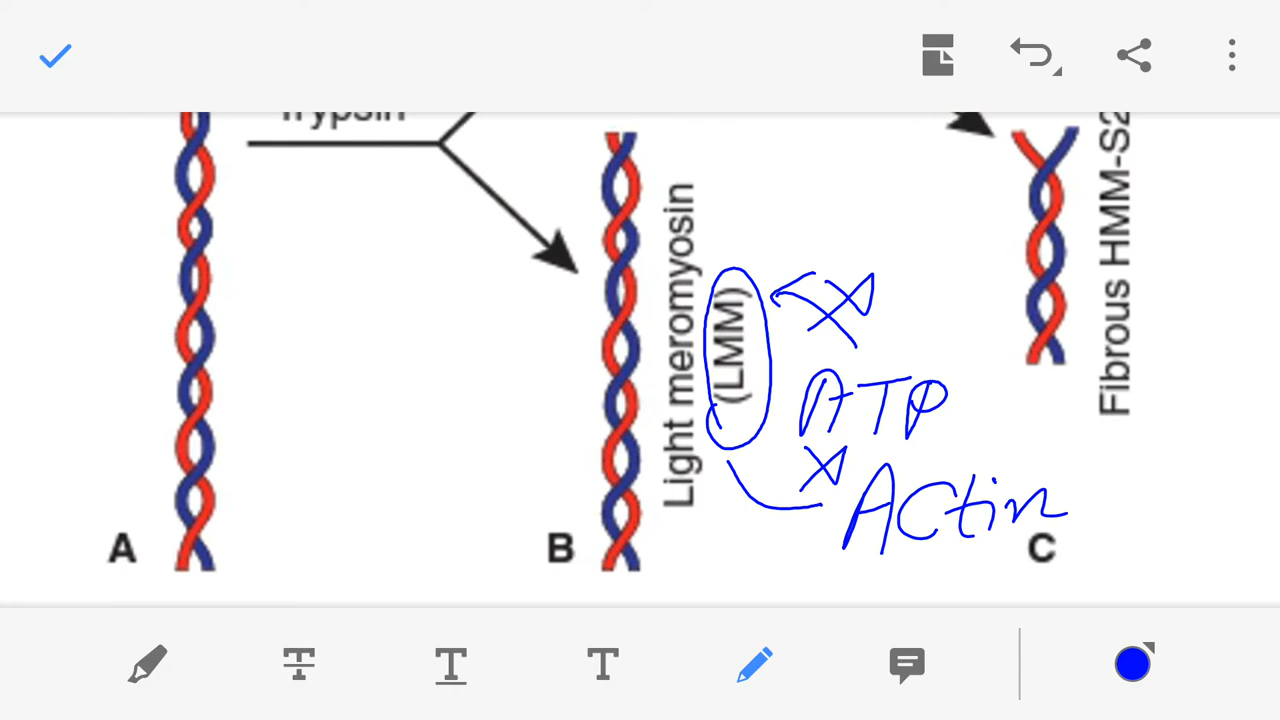 Trypsin
Light meromyosin
(LMM)
Fibrous HMM-S2
ATP
Actin
A
B
C
T
T
T